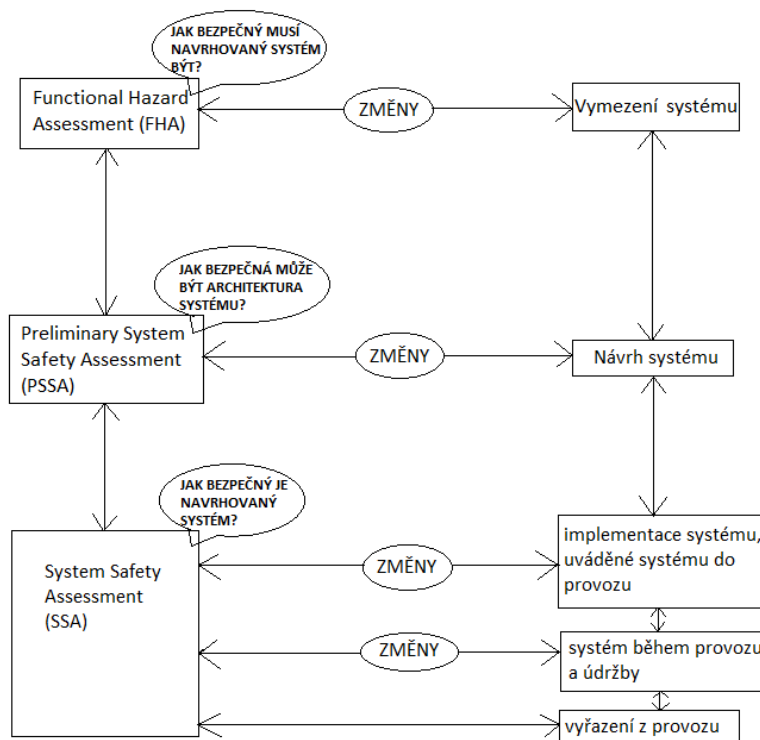 JAK BEZPEČNÝ MUSÍ
NAVRHOVANÝ SYSTÉM
BÝT?
Functional Hazard
Assessment (FHA)
ZMĚNY
Vymezení systému
JAK BEZPEČNÁ MŮŽE
BÝT ARCHITEKTURA
SYSTÉMU?
Preliminary System
Safety Assessment
(PSSA)
ZMĚNY
Návrh systému
JAK BEZPEČNÝ JE
NAVRHOVANÝ
SYSTÉM?
System Safety
Assessment
(SSA)
ZMĚNY
implementace systému,
uváděné systému do
provozu
ZMĚNY
systém během provozu
a údržby
vyřazení z provozu